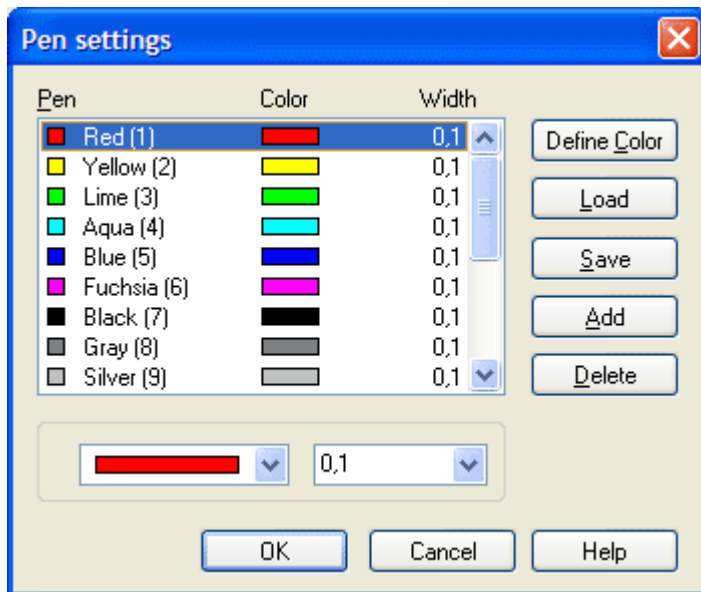 Pen settings
Pen Color Width
Red (1) 0,1
Yellow (2) 0,1
Lime (3) 0,1
Aqua (4) 0,1
Blue (5) 0,1
Fuchsia (6) 0,1
Black (7) 0,1
Gray (8) 0,1
Silver (9) 0,1
Define Color
Load
Save
Add
Delete
0,1
OK Cancel Help